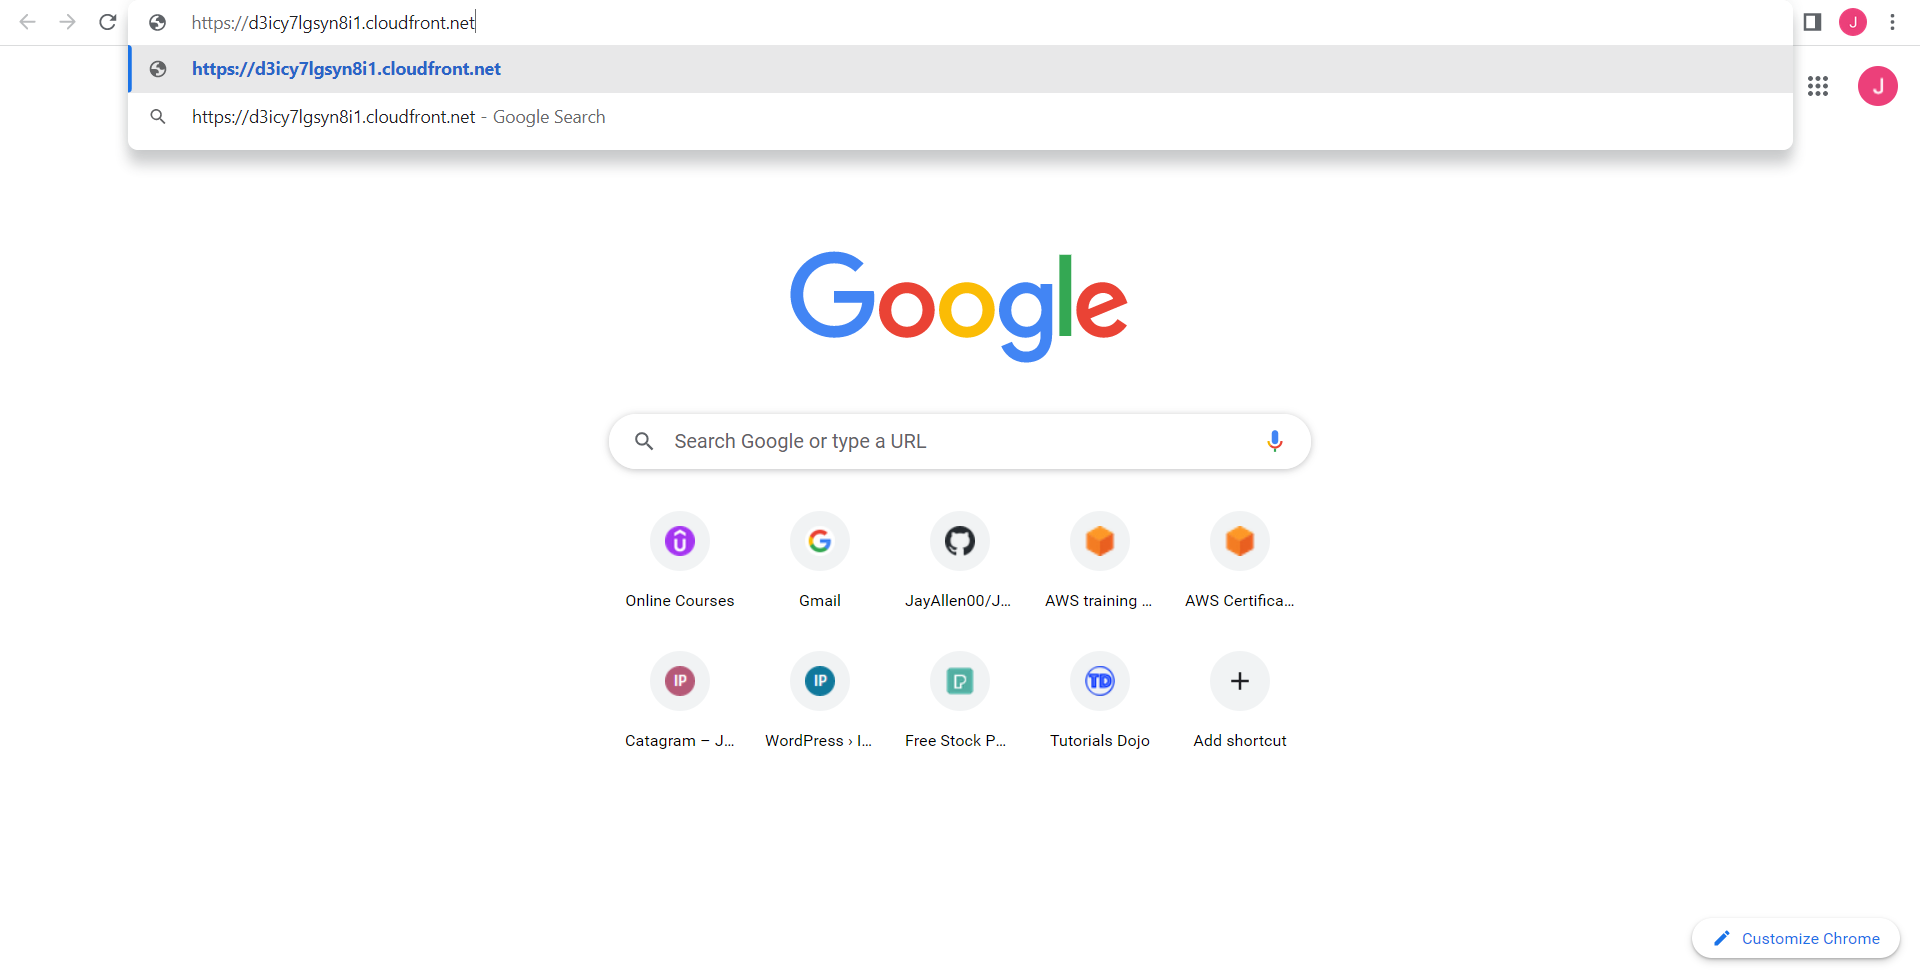 https://d3icy7lgsyn8i1.cloudfront.net
J
https://d3icy7lgsyn8i1.cloudfront.net
https://d3icy7lgsyn8i1.cloudfront.net - Google Search
J
Google
Search Google or type a URL
Online Courses
Gmail
JayAllen00/J...
AWS training ...
AWS Certifica...
IP
IP
TD
Catagram – J...
WordPress › I...
Free Stock P...
Tutorials Dojo
Add shortcut
Customize Chrome